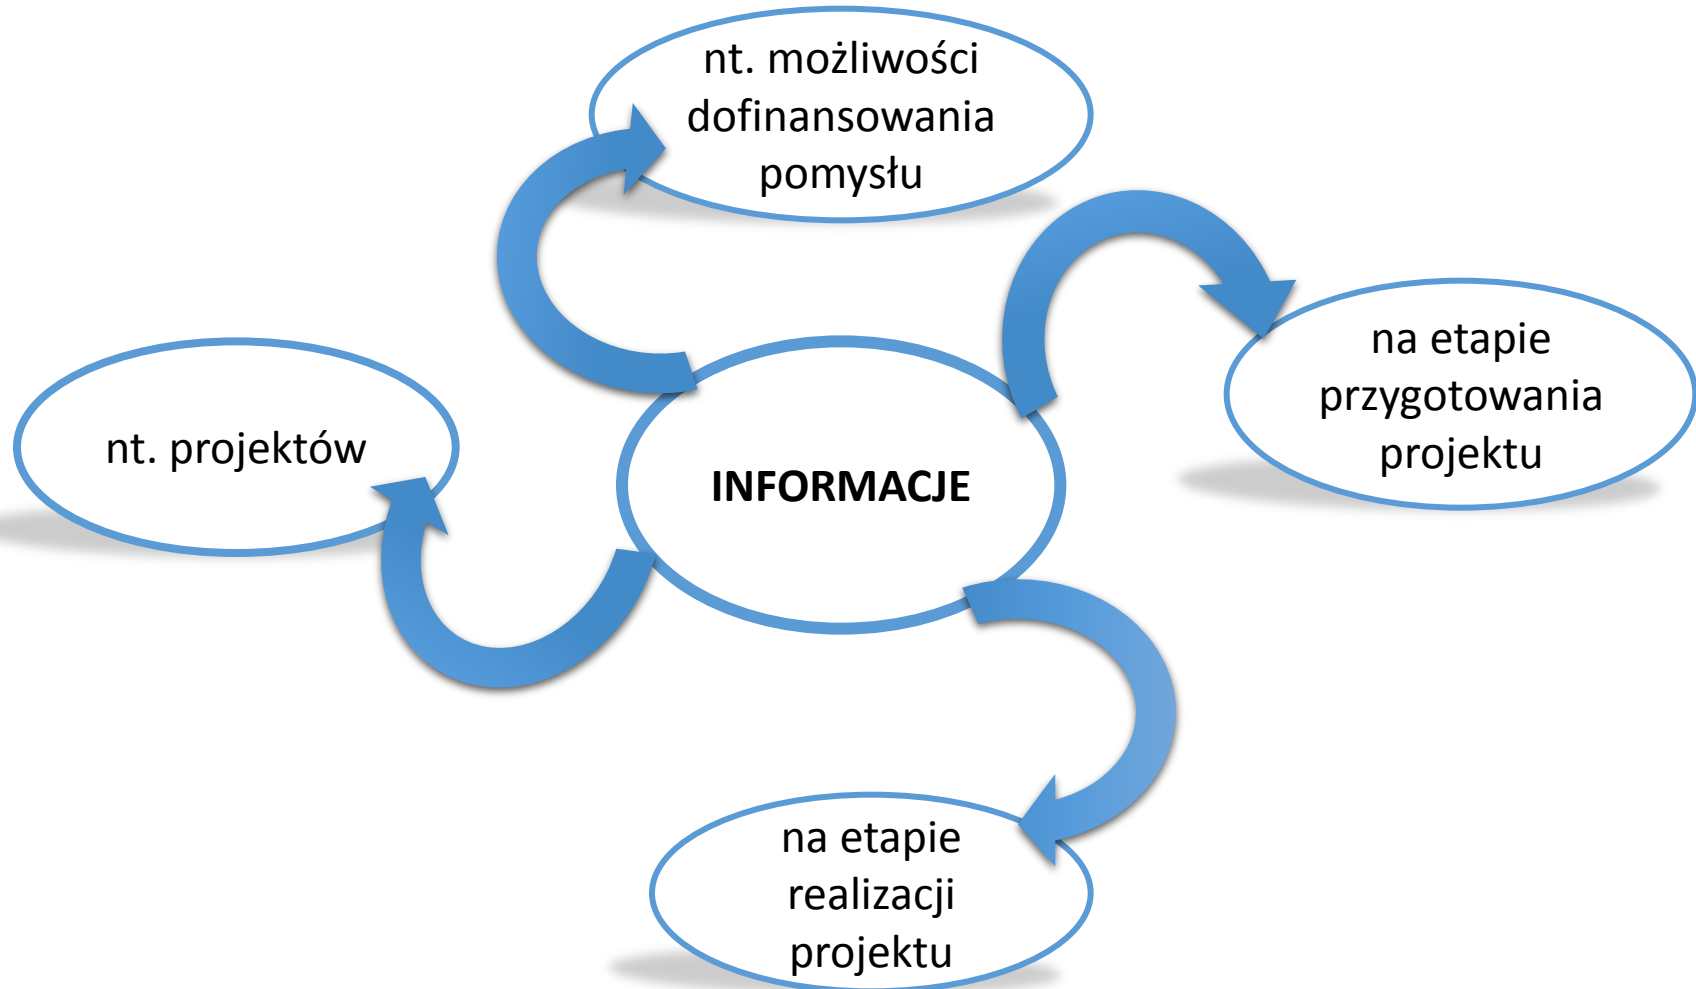 nt. możliwości
dofinansowania
pomysłu
na etapie
przygotowania
projektu
nt. projektów
INFORMACJE
na etapie
realizacji
projektu